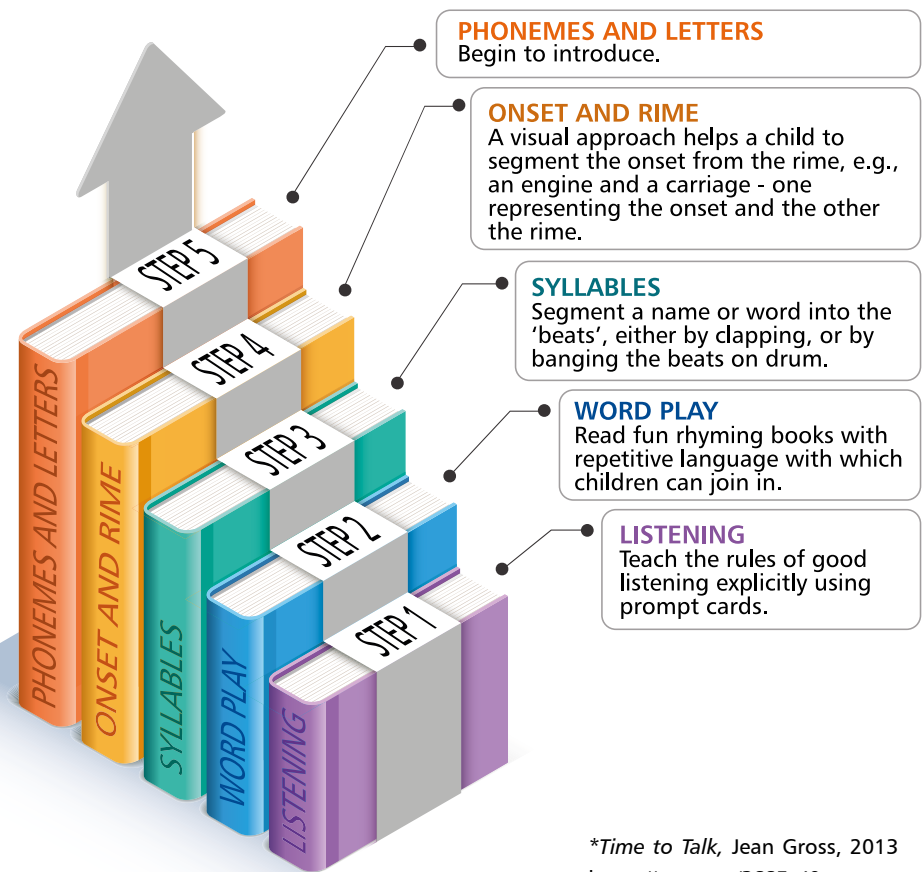 PHONEMES AND LETTERS
Begin to introduce.
ONSET AND RIME
A visual approach helps a child to
segment the onset from the rime, e.g.,
an engine and a carriage - one
representing the onset and the other
the rime.
SYLLABLES
Segment a name or word into the
‘beats’, either by clapping, or by
banging the beats on drum.
WORD PLAY
Read fun rhyming books with
repetitive language with which
children can join in.
LISTENING
Teach the rules of good
listening explicitly using
prompt cards.
STEP 5
STEP 4
STEP 3
STEP 2
STEP 1
PHONEMES AND LETTERS
ONSET AND RIME
SYLLABLES
WORD PLAY
LISTENING
*Time to Talk, Jean Gross, 2013